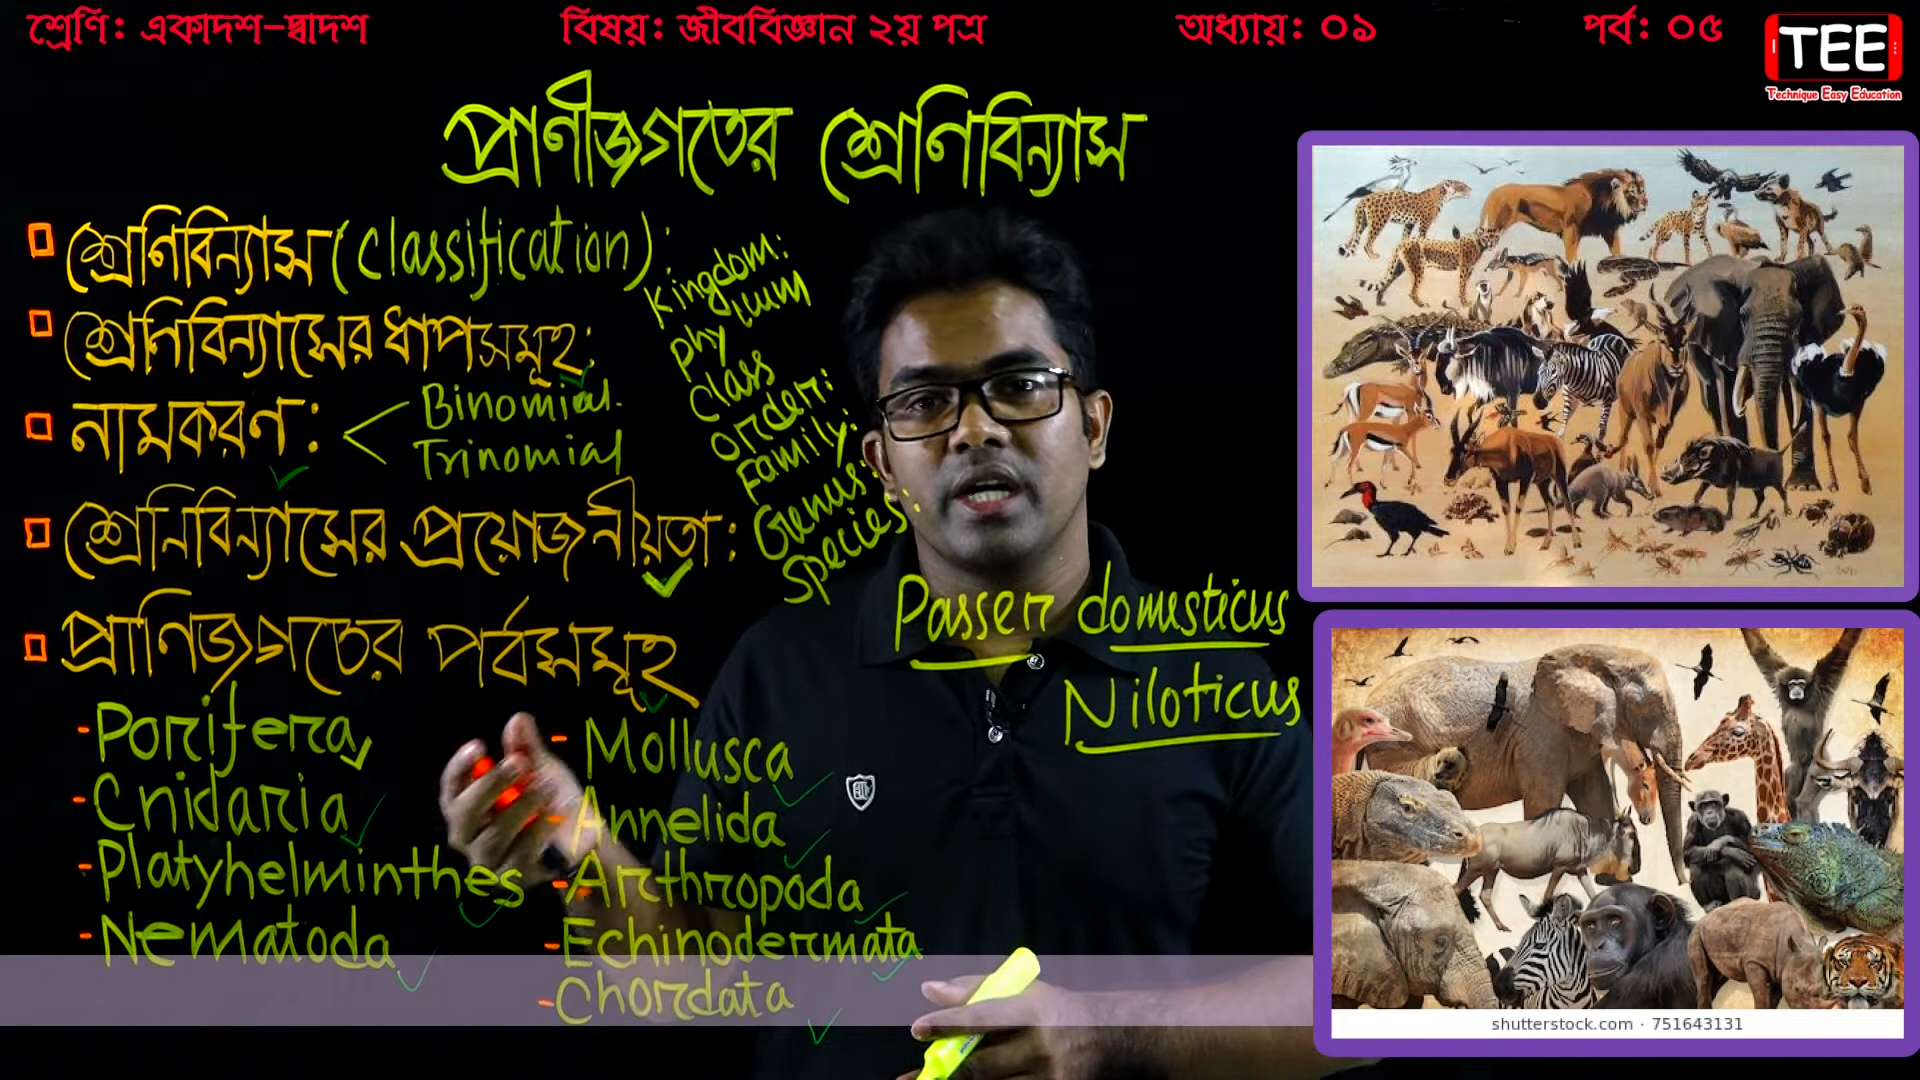 শ্রেণি: একাদশ-দ্বাদশ
বিষয়: জীববিজ্ঞান ২য় পত্র
অধ্যায়: ০১
পর্ব: ০৫
TEE
Technique Easy Education
প্রাণীজগতের শ্রেণিবিন্যাস
শ্রেণিবিন্যাস (classification):
শ্রেণিবিন্যাসের ধাপসমূহ:
নামকরণ:
Binomial
Trinomial
শ্রেনিবিন্যাসের প্রয়োজনীয়তা:
প্রাণিজগতের পর্বসমূহ
- Porifera,
- Cnidaria
- Platyhelminthes
- Nematoda
- Mollusca
- Annelida
- Arthropoda
- Echinodermata
- Chordata
Kingdom:
Phylum
Class
Order:
Family:
Genus:
Species:
Passer domesticus
Niloticus
shutterstock.com · 751643131